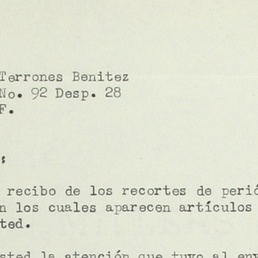 Terrones Benitez
No. 92 Desp. 28
F.
:
recibo de los recortes de perió
n los cuales aparecen artículos
ted.
sted la atención que tuvo al env